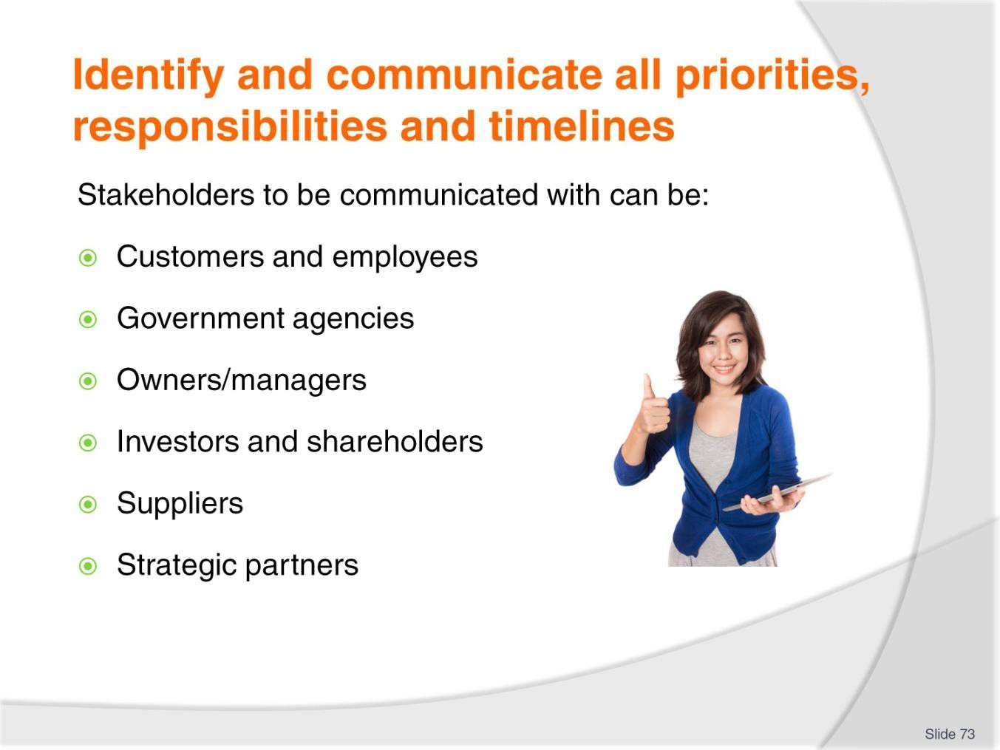 Identify and communicate all priorities,
responsibilities and timelines
Stakeholders to be communicated with can be:
Customers and employees
Government agencies
Owners/managers
Investors and shareholders
Suppliers
Strategic partners
Slide 73